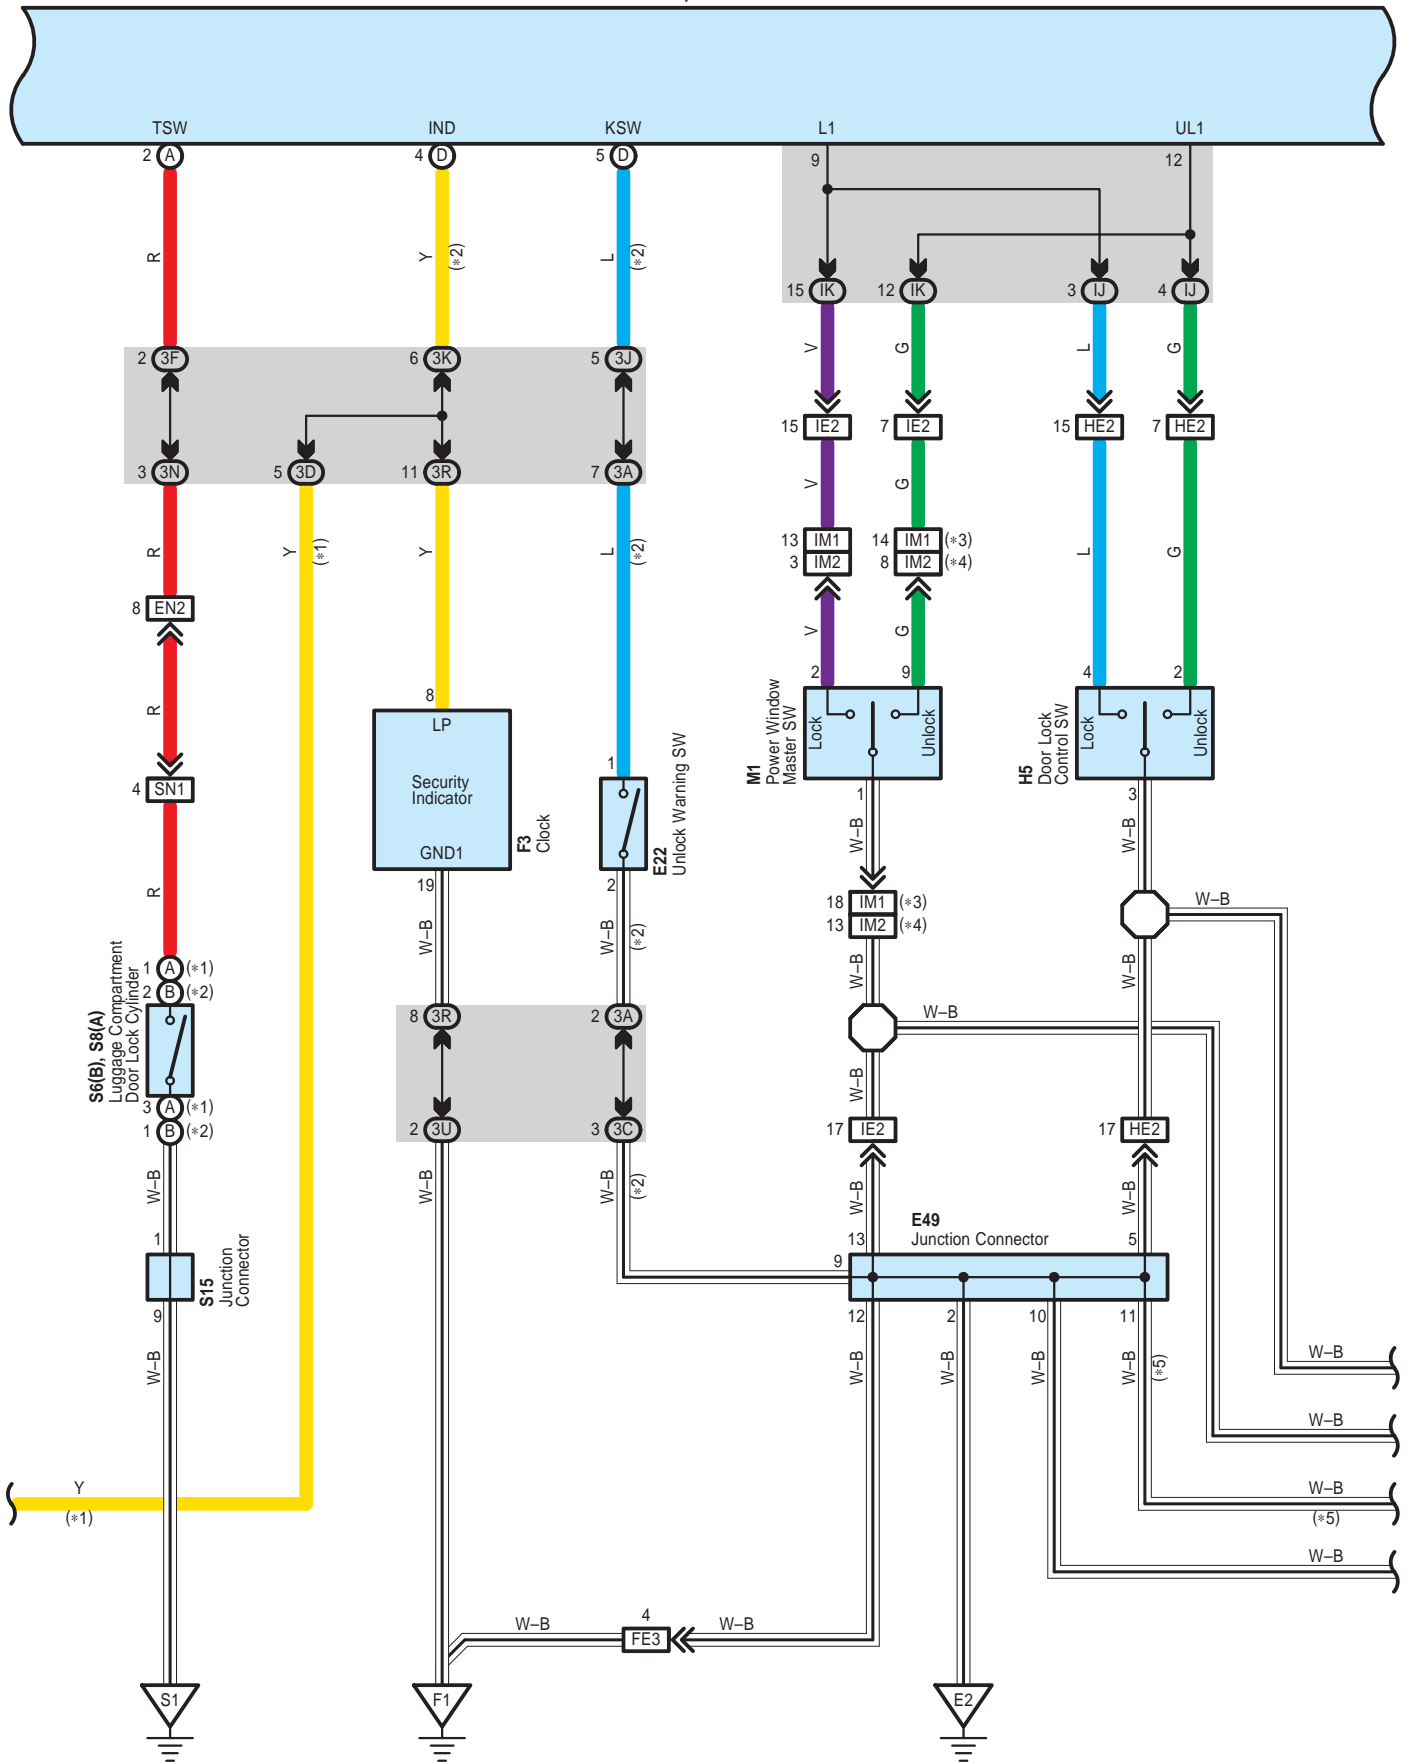 TSW IND KSW L1 UL1
2 A 4 D 5 D 9 12
R Y (∗2) L (∗2)
15 IK 12 IK 3 IJ 4 IJ
V G L G
2 3F 6 3K 5 3J
15 IE2 7 IE2 15 HE2 7 HE2
3 3N 5 3D 11 3R 7 3A
V G
R Y (∗1) Y L (∗2) L G
13 IM1 14 IM1 (∗3)
3 IM2 8 IM2 (∗4)
8 EN2
V G
R
2 9 4 2
8
LP
Security
Indicator
GND1
F3
Clock
19
1
E22
Unlock Warning SW
2
M1
Power Window
Master SW
Lock Unlock
1
H5
Door Lock
Control SW
Lock Unlock
3
4 SN1
R
W–B W–B
18 IM1 (∗3)
13 IM2 (∗4)
W–B
W–B W–B (∗2) W–B W–B
1 A (∗1)
2 B (∗2)
S6(B), S8(A)
Luggage Compartment
Door Lock Cylinder
3 A (∗1)
1 B (∗2)
8 3R 2 3A
W–B
W–B
2 3U 3 3C 17 IE2 17 HE2
W–B W–B W–B (∗2) W–B W–B
E49
Junction Connector
1 13 5
9
S15
Junction
Connector
9 12 2 10 11
W–B W–B W–B W–B W–B (∗5)
W–B
W–B
Y
(∗1)
W–B
(∗5)
W–B
W–B 4 W–B
FE3
S1 F1 E2